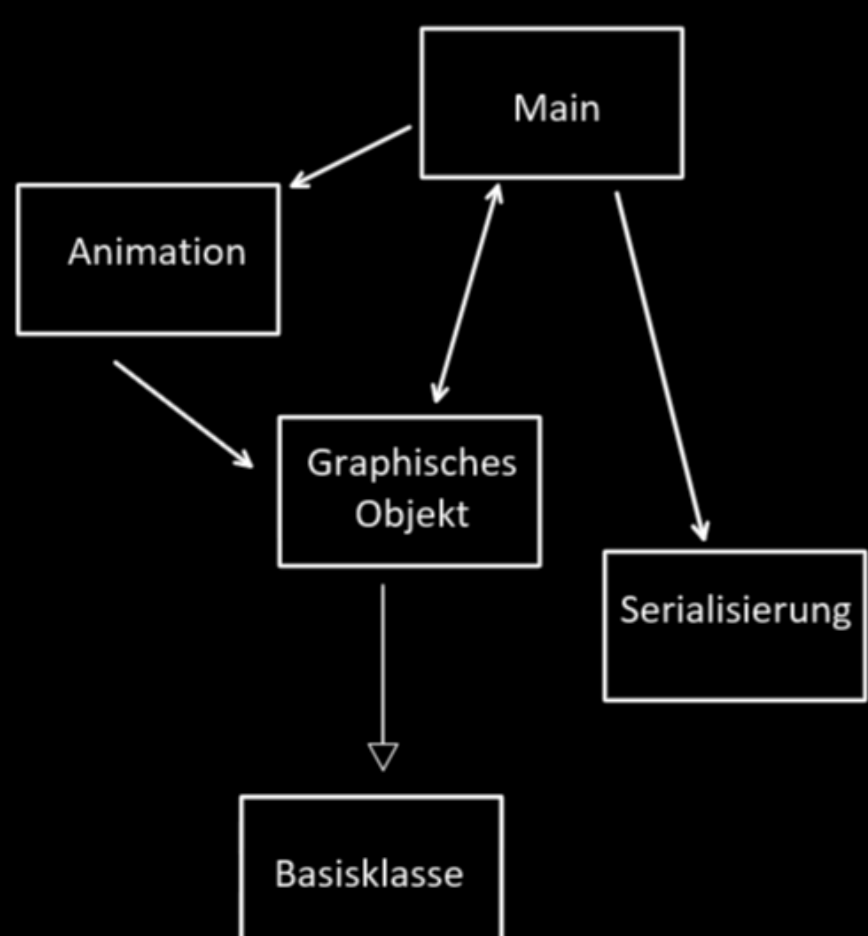 Main
Animation
Graphisches
Objekt
Serialisierung
Basisklasse